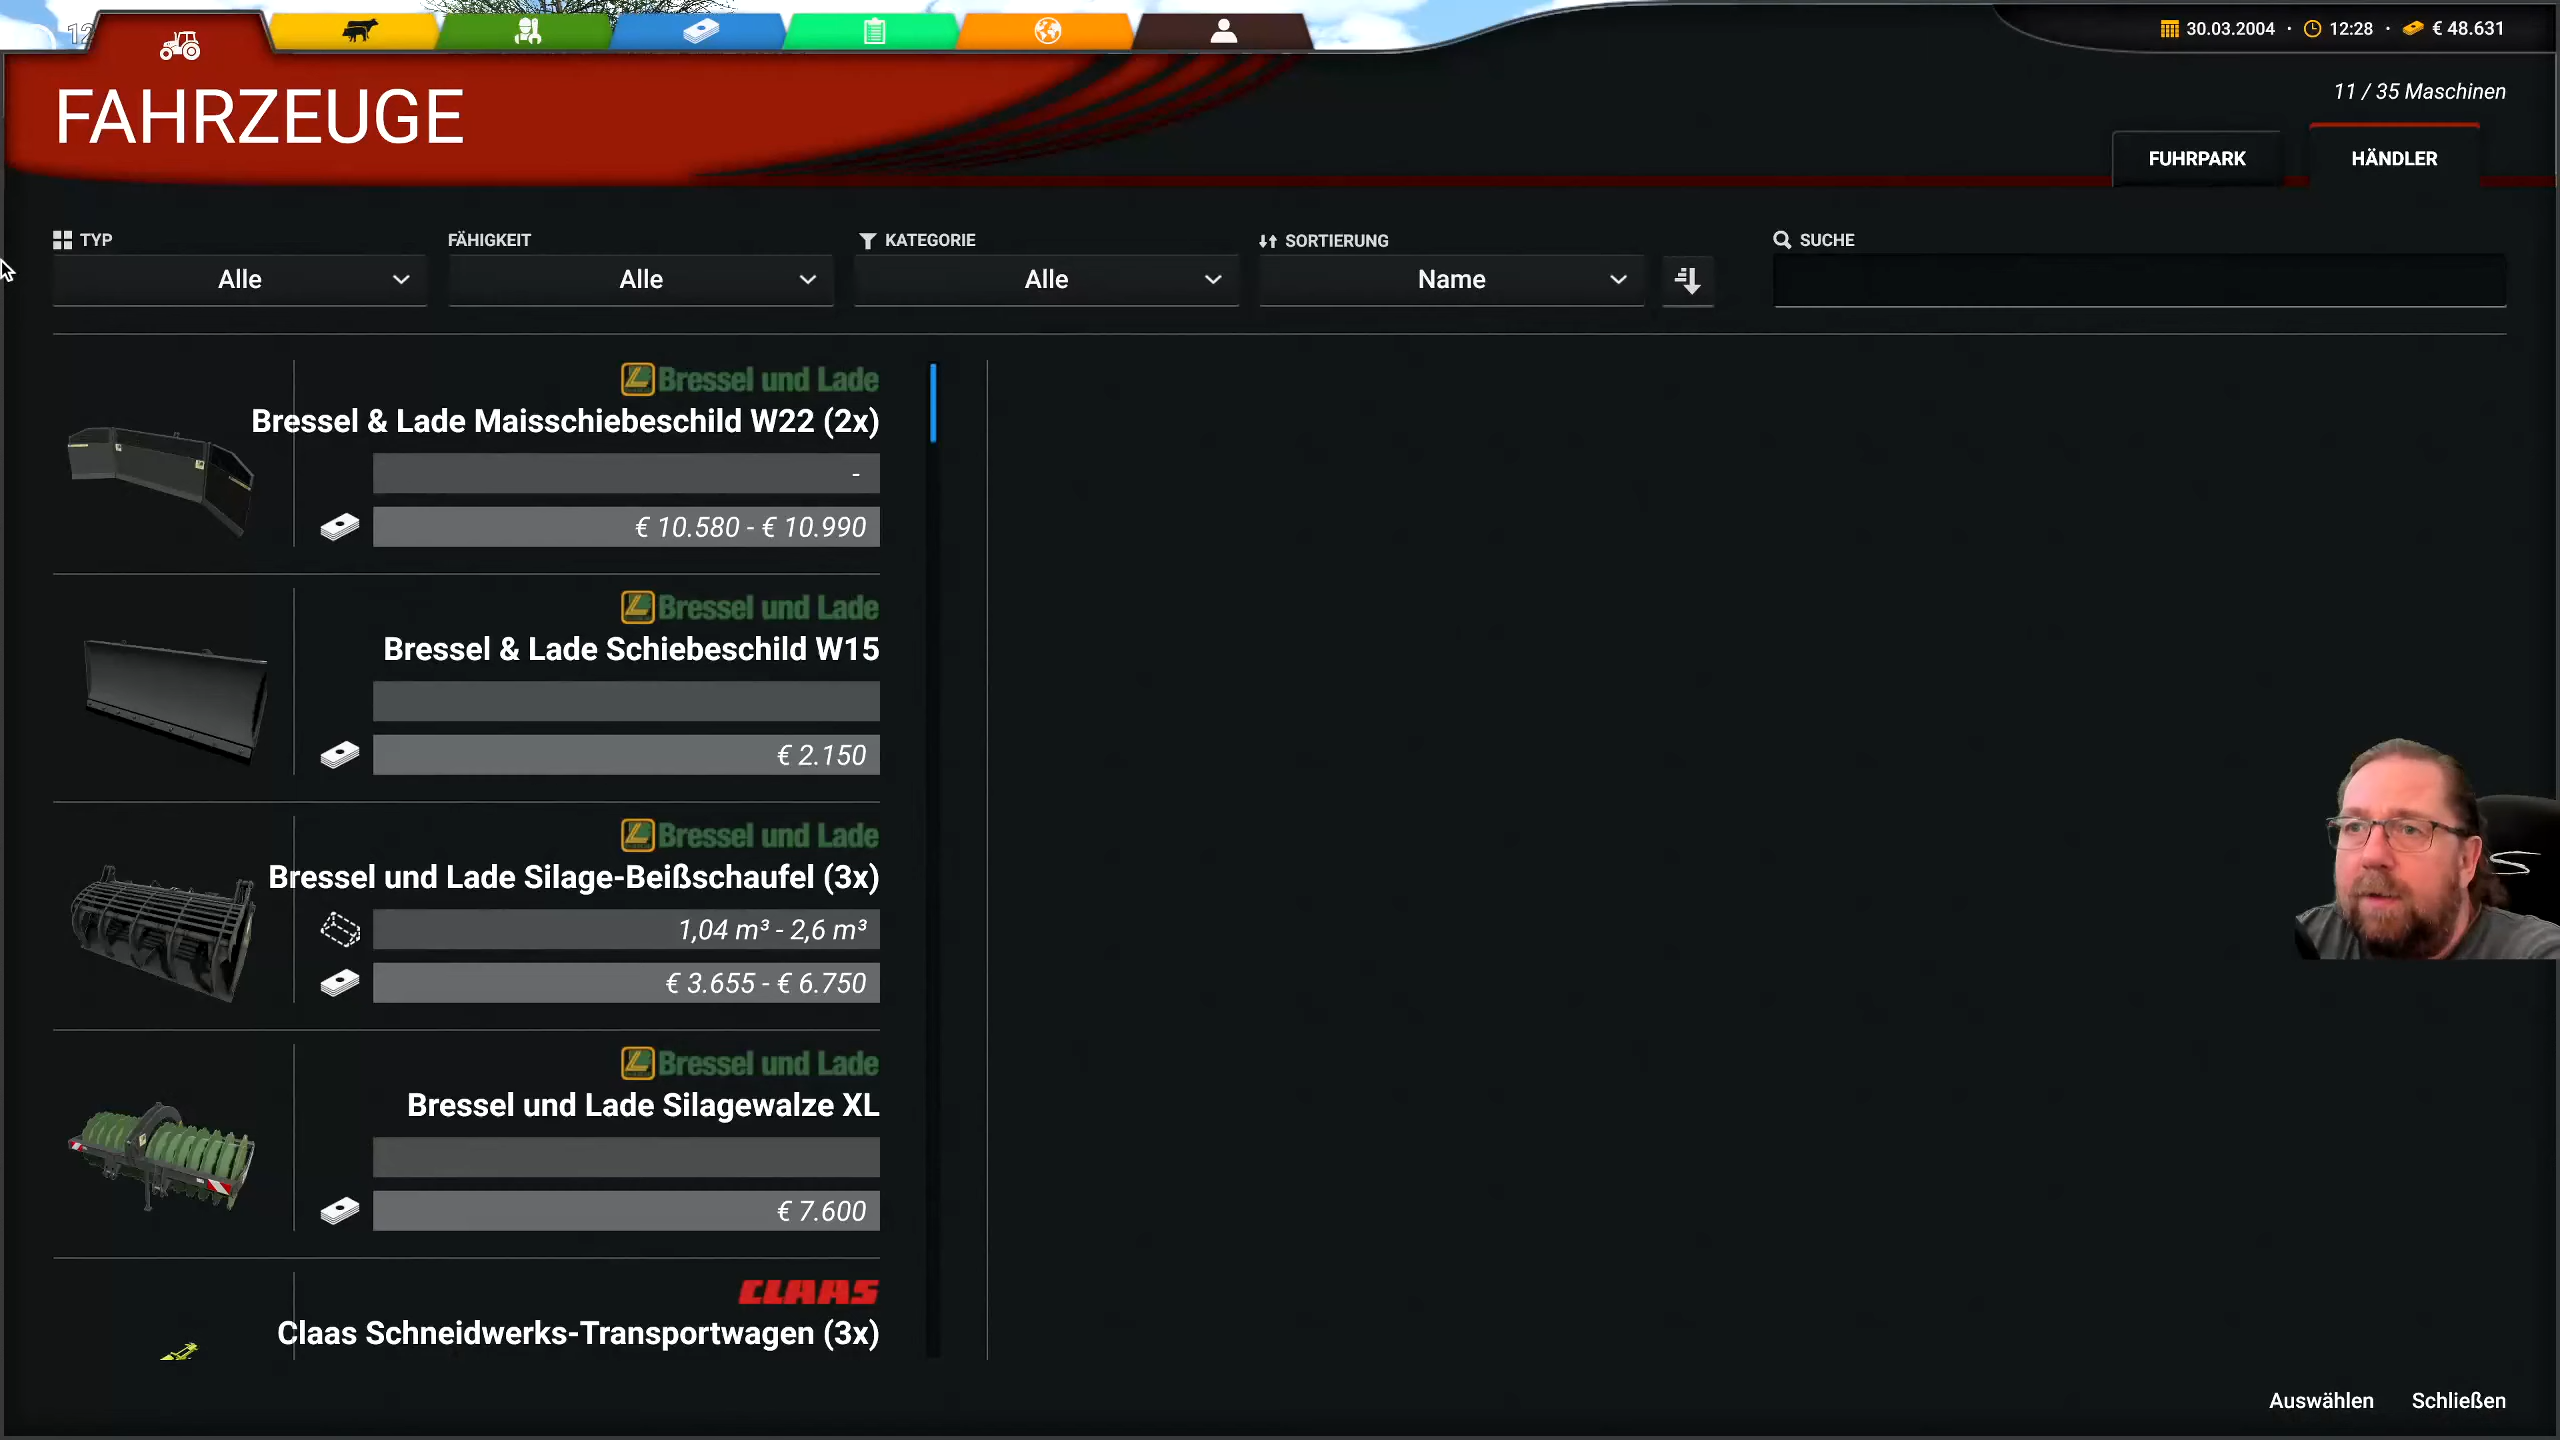 12
30.03.2004 · 12:28 · € 48.631
FAHRZEUGE
11 / 35 Maschinen
FUHRPARK
HÄNDLER
TYP
FÄHIGKEIT
KATEGORIE
SORTIERUNG
SUCHE
Alle
Alle
Alle
Name
Bressel und Lade
Bressel & Lade Maisschiebeschild W22 (2x)
-
€ 10.580 - € 10.990
Bressel und Lade
Bressel & Lade Schiebeschild W15
€ 2.150
Bressel und Lade
Bressel und Lade Silage-Beißschaufel (3x)
1,04 m³ - 2,6 m³
€ 3.655 - € 6.750
Bressel und Lade
Bressel und Lade Silagewalze XL
€ 7.600
CLAAS
Claas Schneidwerks-Transportwagen (3x)
Auswählen
Schließen